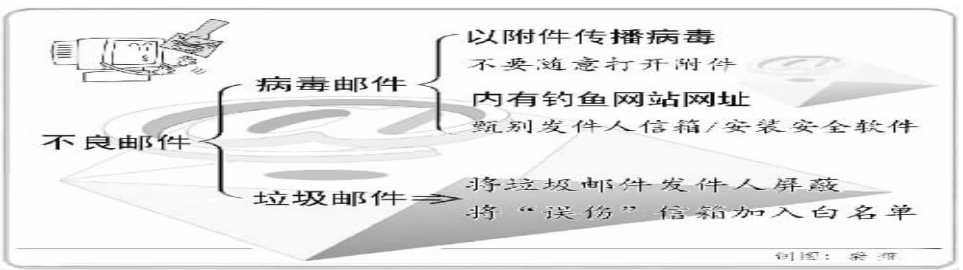 以附件传播病毒
不要随意打开附件
病毒邮件
内有钓鱼网站网址
甄别发件人信箱/安装安全软件
不良邮件
垃圾邮件⇒
将垃圾邮件发件人屏蔽
将“误伤”信箱加入白名单
制图：